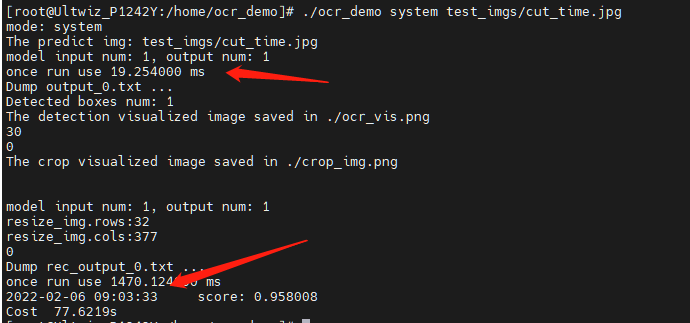 [root@Ultwiz_P1242Y:/home/ocr_demo]# ./ocr_demo system test_imgs/cut_time.jpg
mode: system
The predict img: test_imgs/cut_time.jpg
model input num: 1, output num: 1
once run use 19.254000 ms
Dump output_0.txt ...
Detected boxes num: 1
The detection visualized image saved in ./ocr_vis.png
30
0
The crop visualized image saved in ./crop_img.png
model input num: 1, output num: 1
resize_img.rows:32
resize_img.cols:377
0
Dump rec_output_0.txt ...
once run use ms
2022-02-06 09:03:33 score: 0.958008
Cost 77.6219s